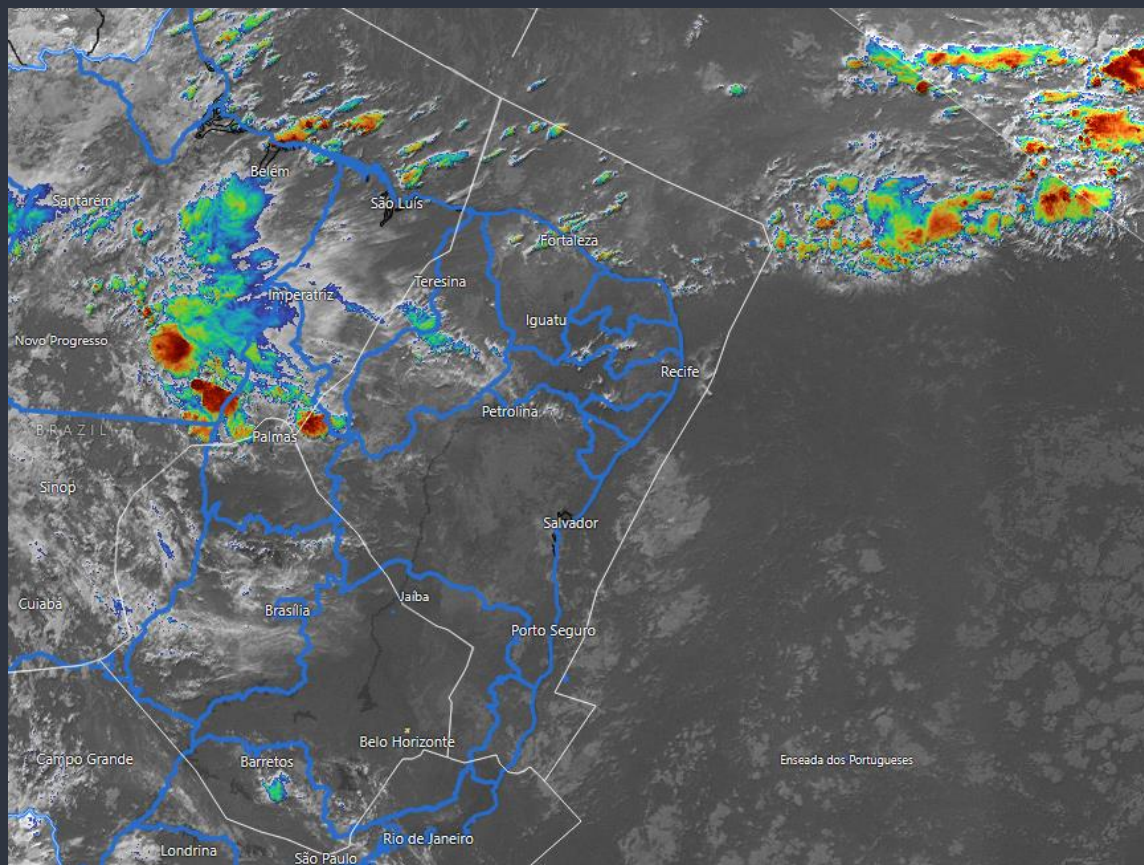 Belém
Santarém
São Luís
Fortaleza
Teresina
Imperatriz
Iguatu
Novo Progresso
Recife
Petrolina
BRAZIL
Palmas
Sinop
Salvador
Jaíba
Cuiabá
Brasília
Porto Seguro
Belo Horizonte
Campo Grande
Barretos
Enseada dos Portugueses
Rio de Janeiro
Londrina
São Paulo